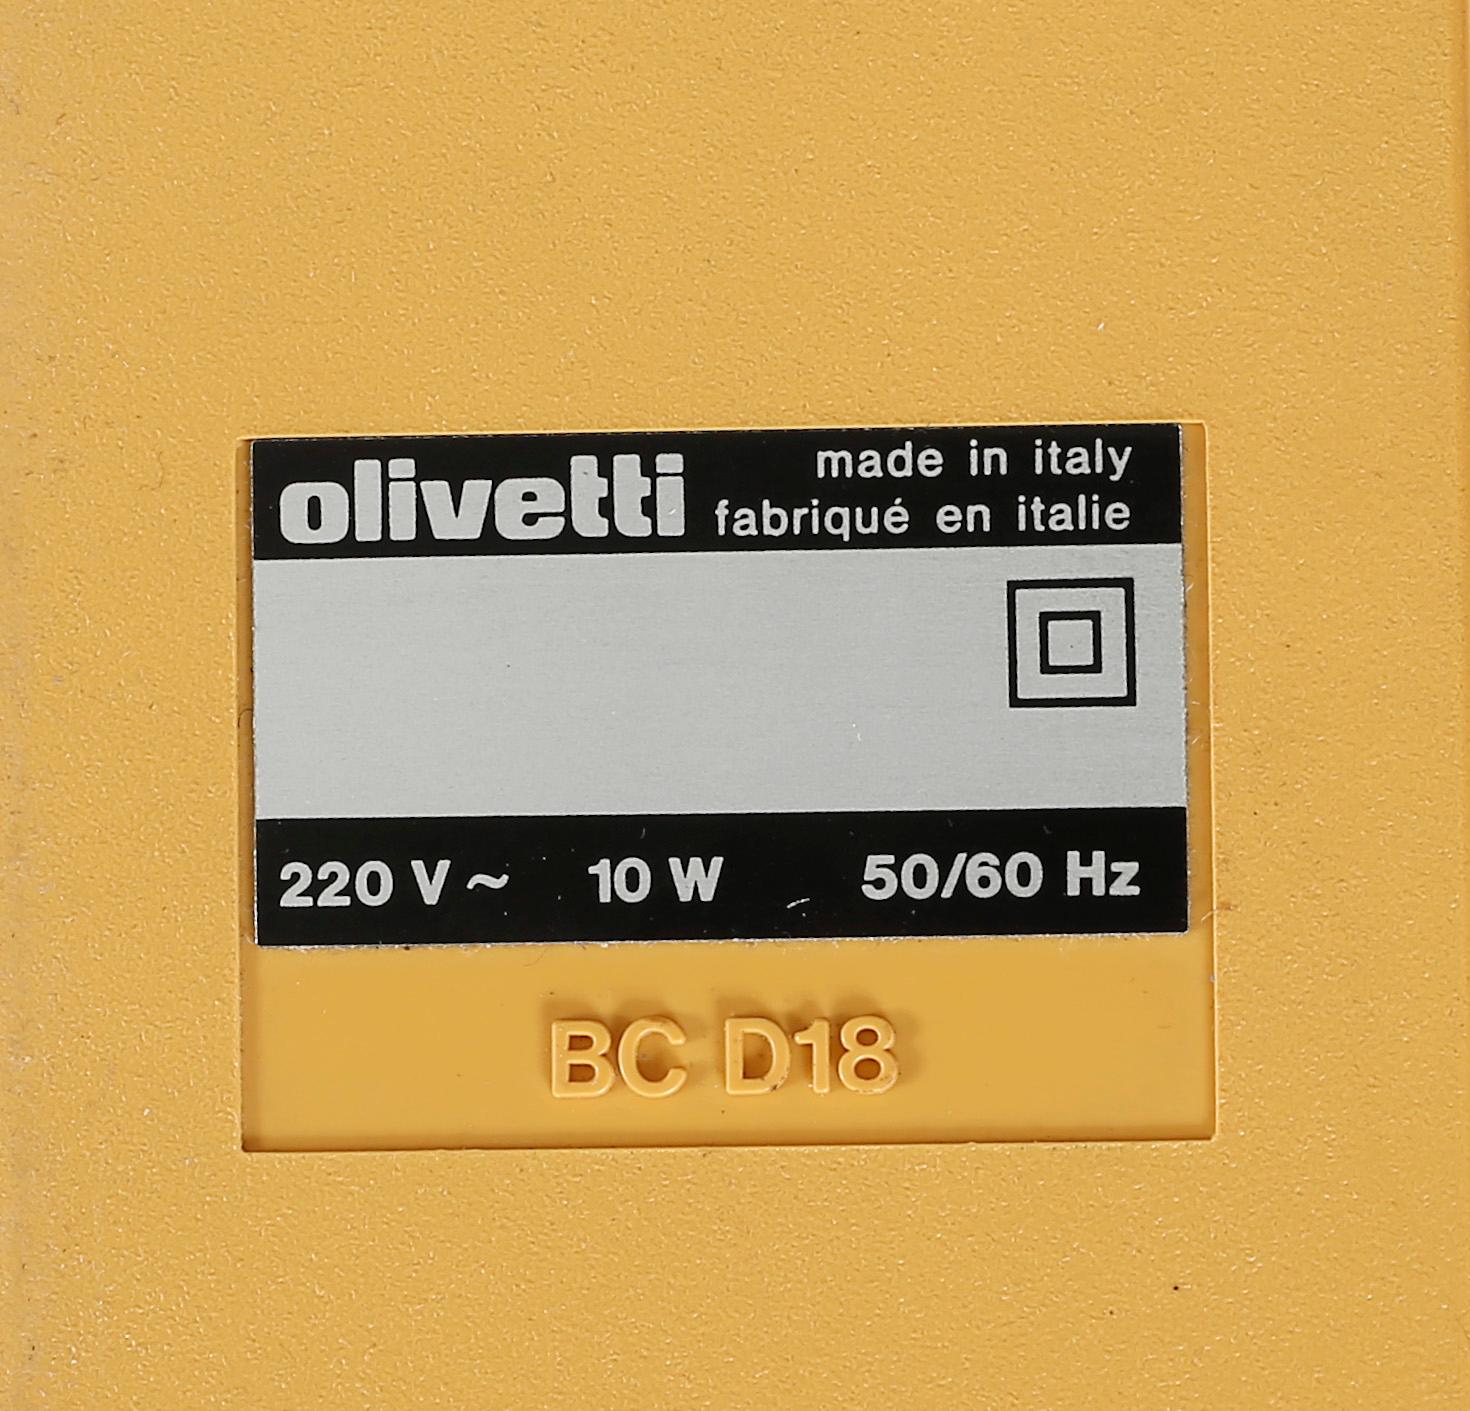 olivetti made in italy
fabriqué en italie
220 V ~ 10 W 50/60 Hz
BC D18